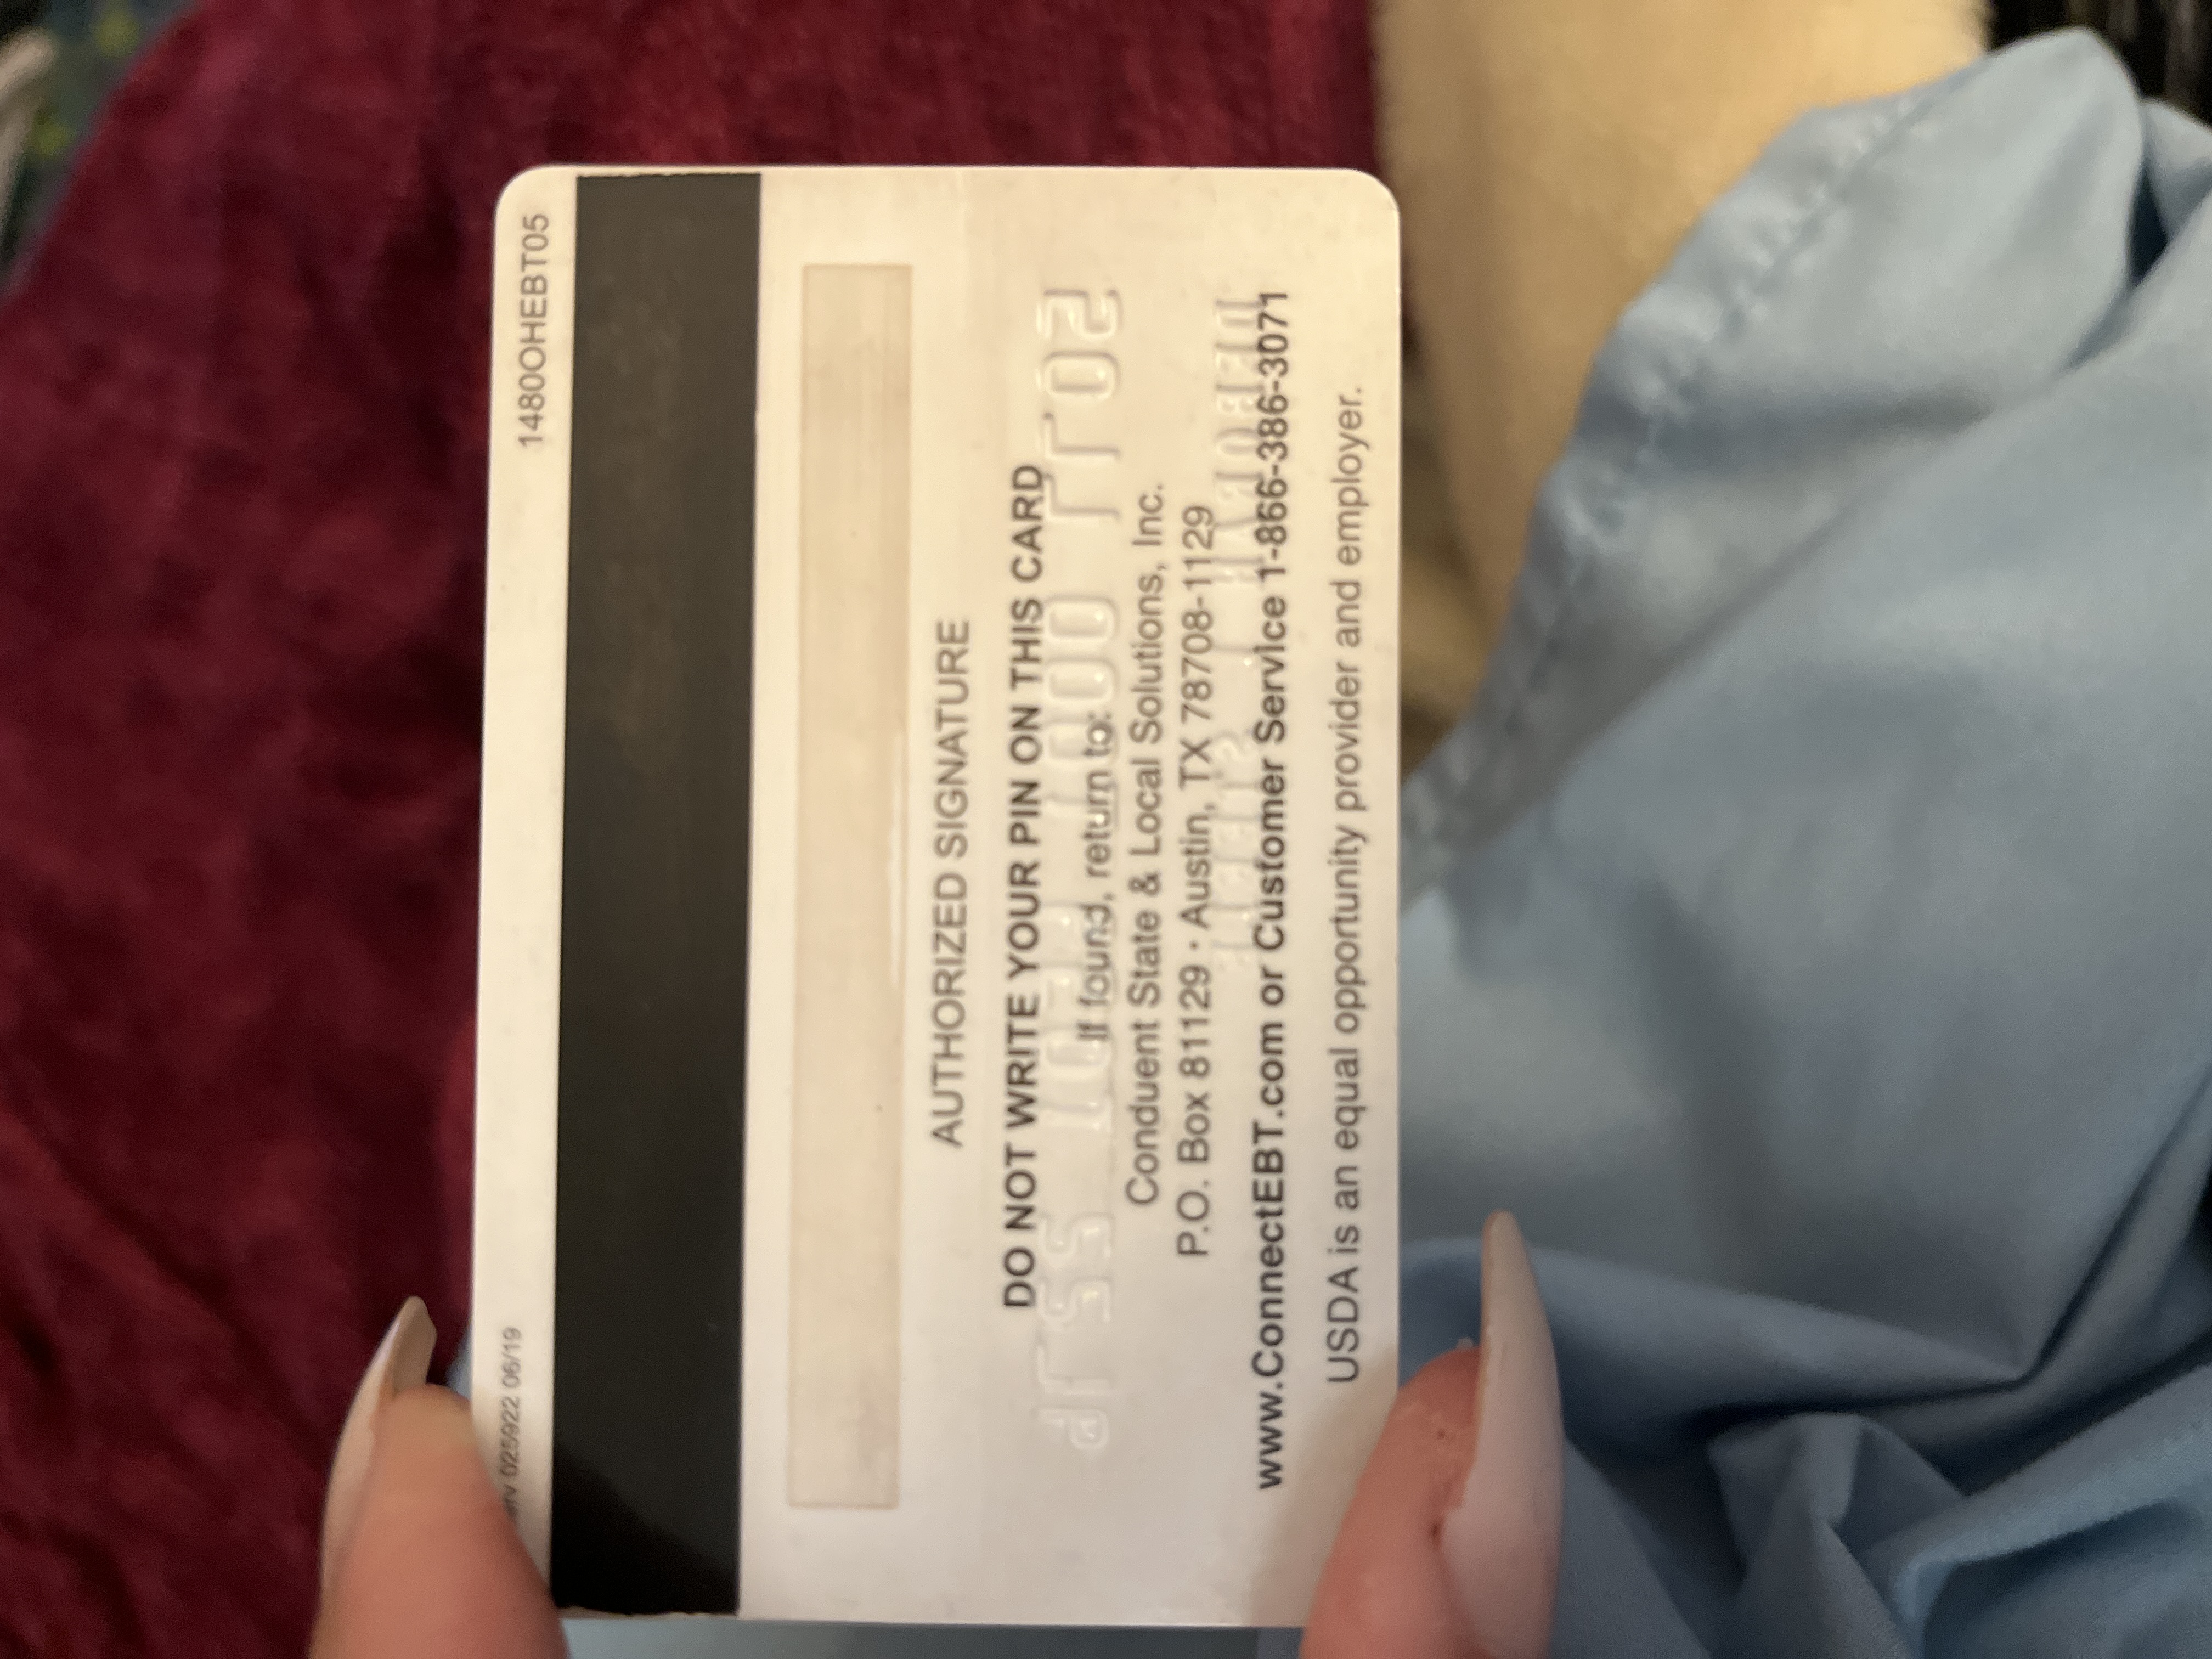 1480OHEBT05
025922 06/19
AUTHORIZED SIGNATURE
DO NOT WRITE YOUR PIN ON THIS CARD
If found, return to:
Conduent State & Local Solutions, Inc.
P.O. Box 81129 · Austin, TX 78708-1129
www.ConnectEBT.com or Customer Service 1-866-386-3071
USDA is an equal opportunity provider and employer.